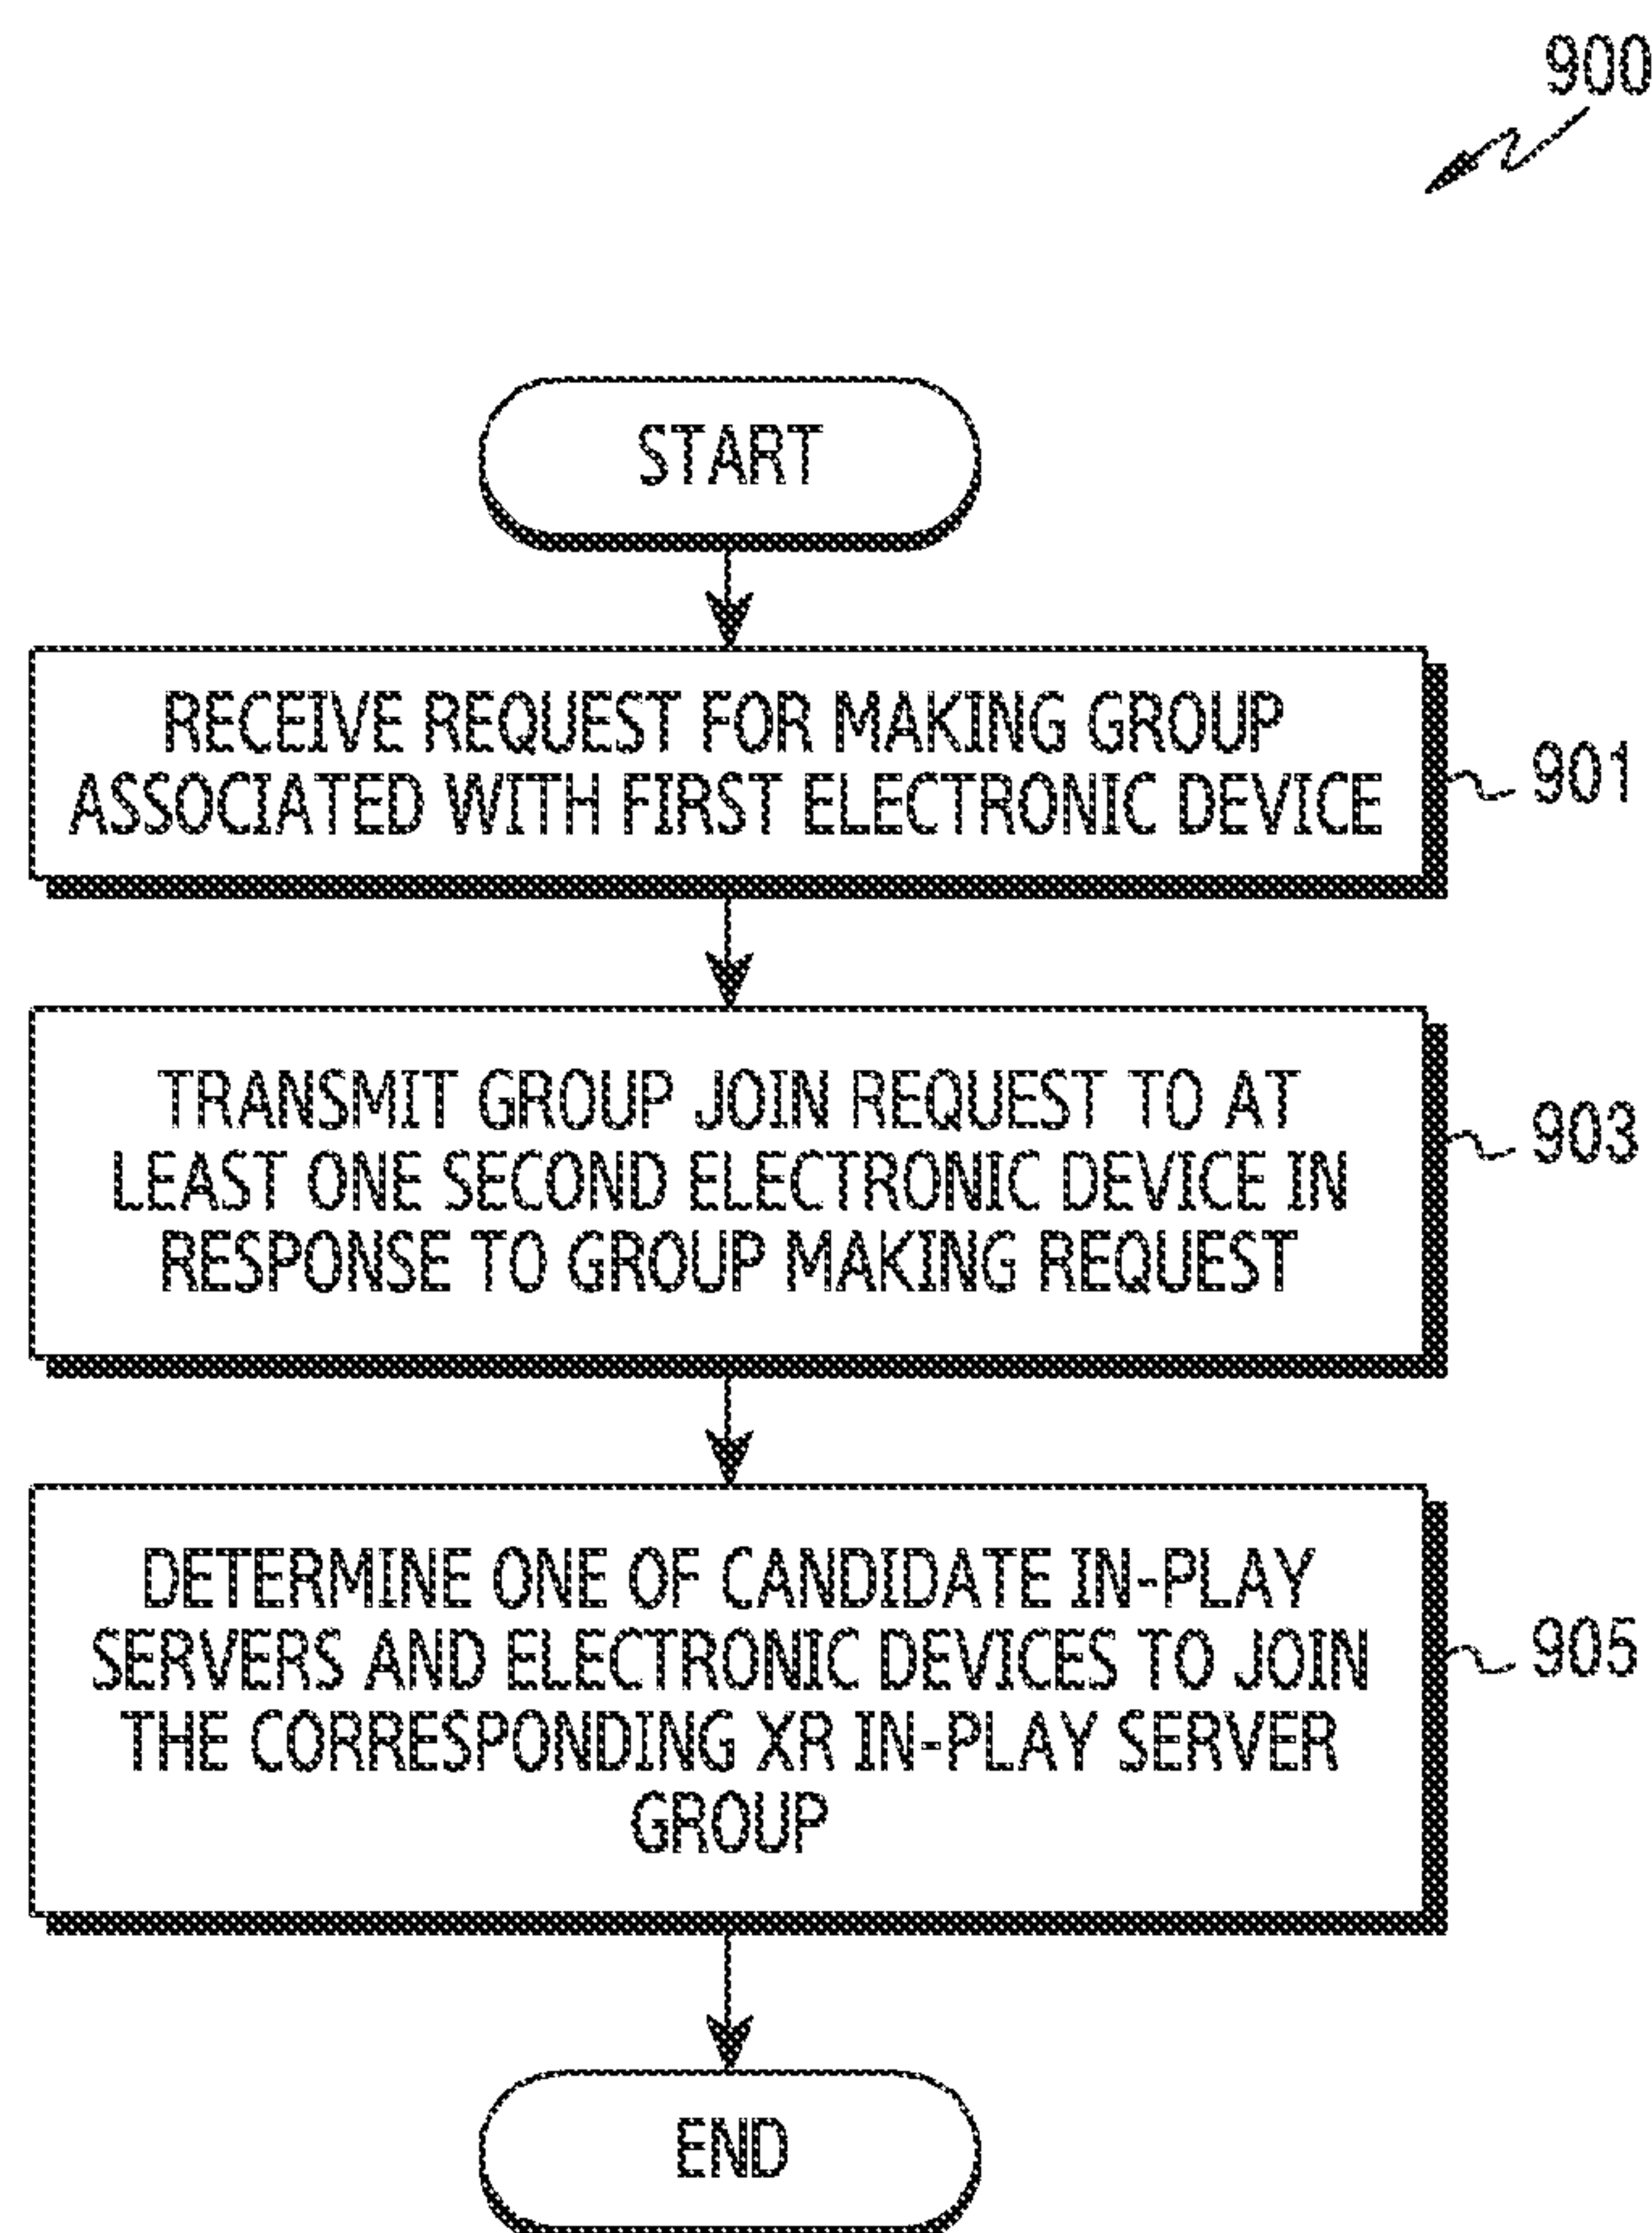 900
START
RECEIVE REQUEST FOR MAKING GROUP
ASSOCIATED WITH FIRST ELECTRONIC DEVICE
901
TRANSMIT GROUP JOIN REQUEST TO AT
LEAST ONE SECOND ELECTRONIC DEVICE IN
RESPONSE TO GROUP MAKING REQUEST
903
DETERMINE ONE OF CANDIDATE IN-PLAY
SERVERS AND ELECTRONIC DEVICES TO JOIN
THE CORRESPONDING XR IN-PLAY SERVER
GROUP
905
END